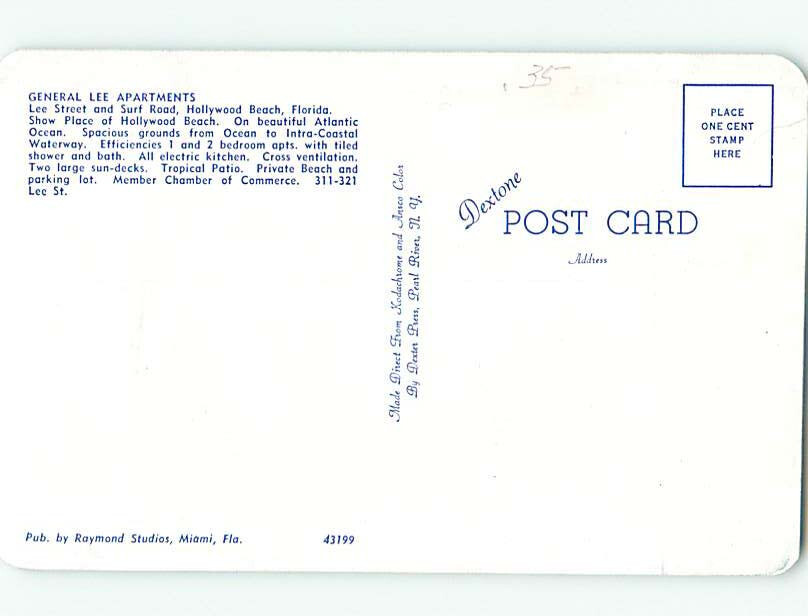 GENERAL LEE APARTMENTS
Lee Street and Surf Road, Hollywood Beach, Florida.
Show Place of Hollywood Beach. On beautiful Atlantic
Ocean. Spacious grounds from Ocean to Intra-Coastal
Waterway. Efficiencies 1 and 2 bedroom apts. with tiled
shower and bath. All electric kitchen. Cross ventilation.
Two large sun-decks. Tropical Patio. Private Beach and
parking lot. Member Chamber of Commerce. 311-321
Lee St.
Pub. by Raymond Studios, Miami, Fla. 43199
Made Direct From Kodachrome and Ansco Color
By Dexter Press, Pearl River, N. Y.
.35
PLACE
ONE CENT
STAMP
HERE
Dextone
POST CARD
Address